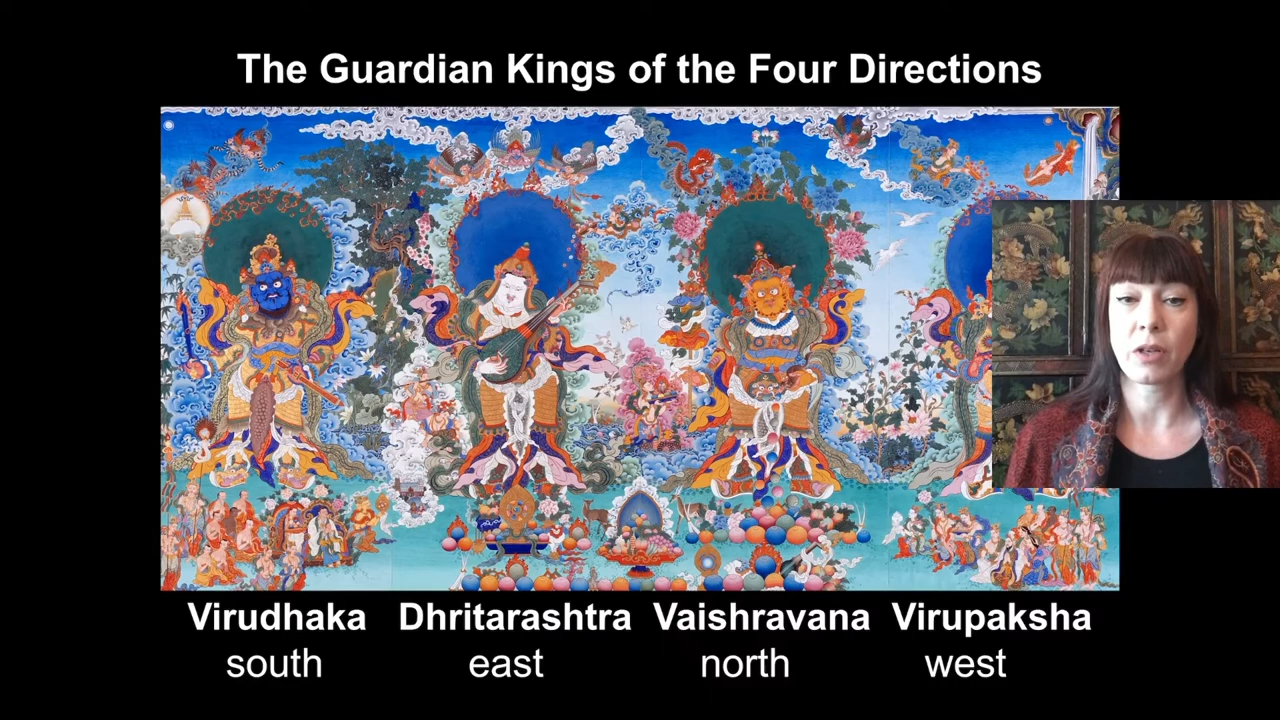 The Guardian Kings of the Four Directions
Virudhaka Dhritarashtra Vaishravana Virupaksha
south east north west